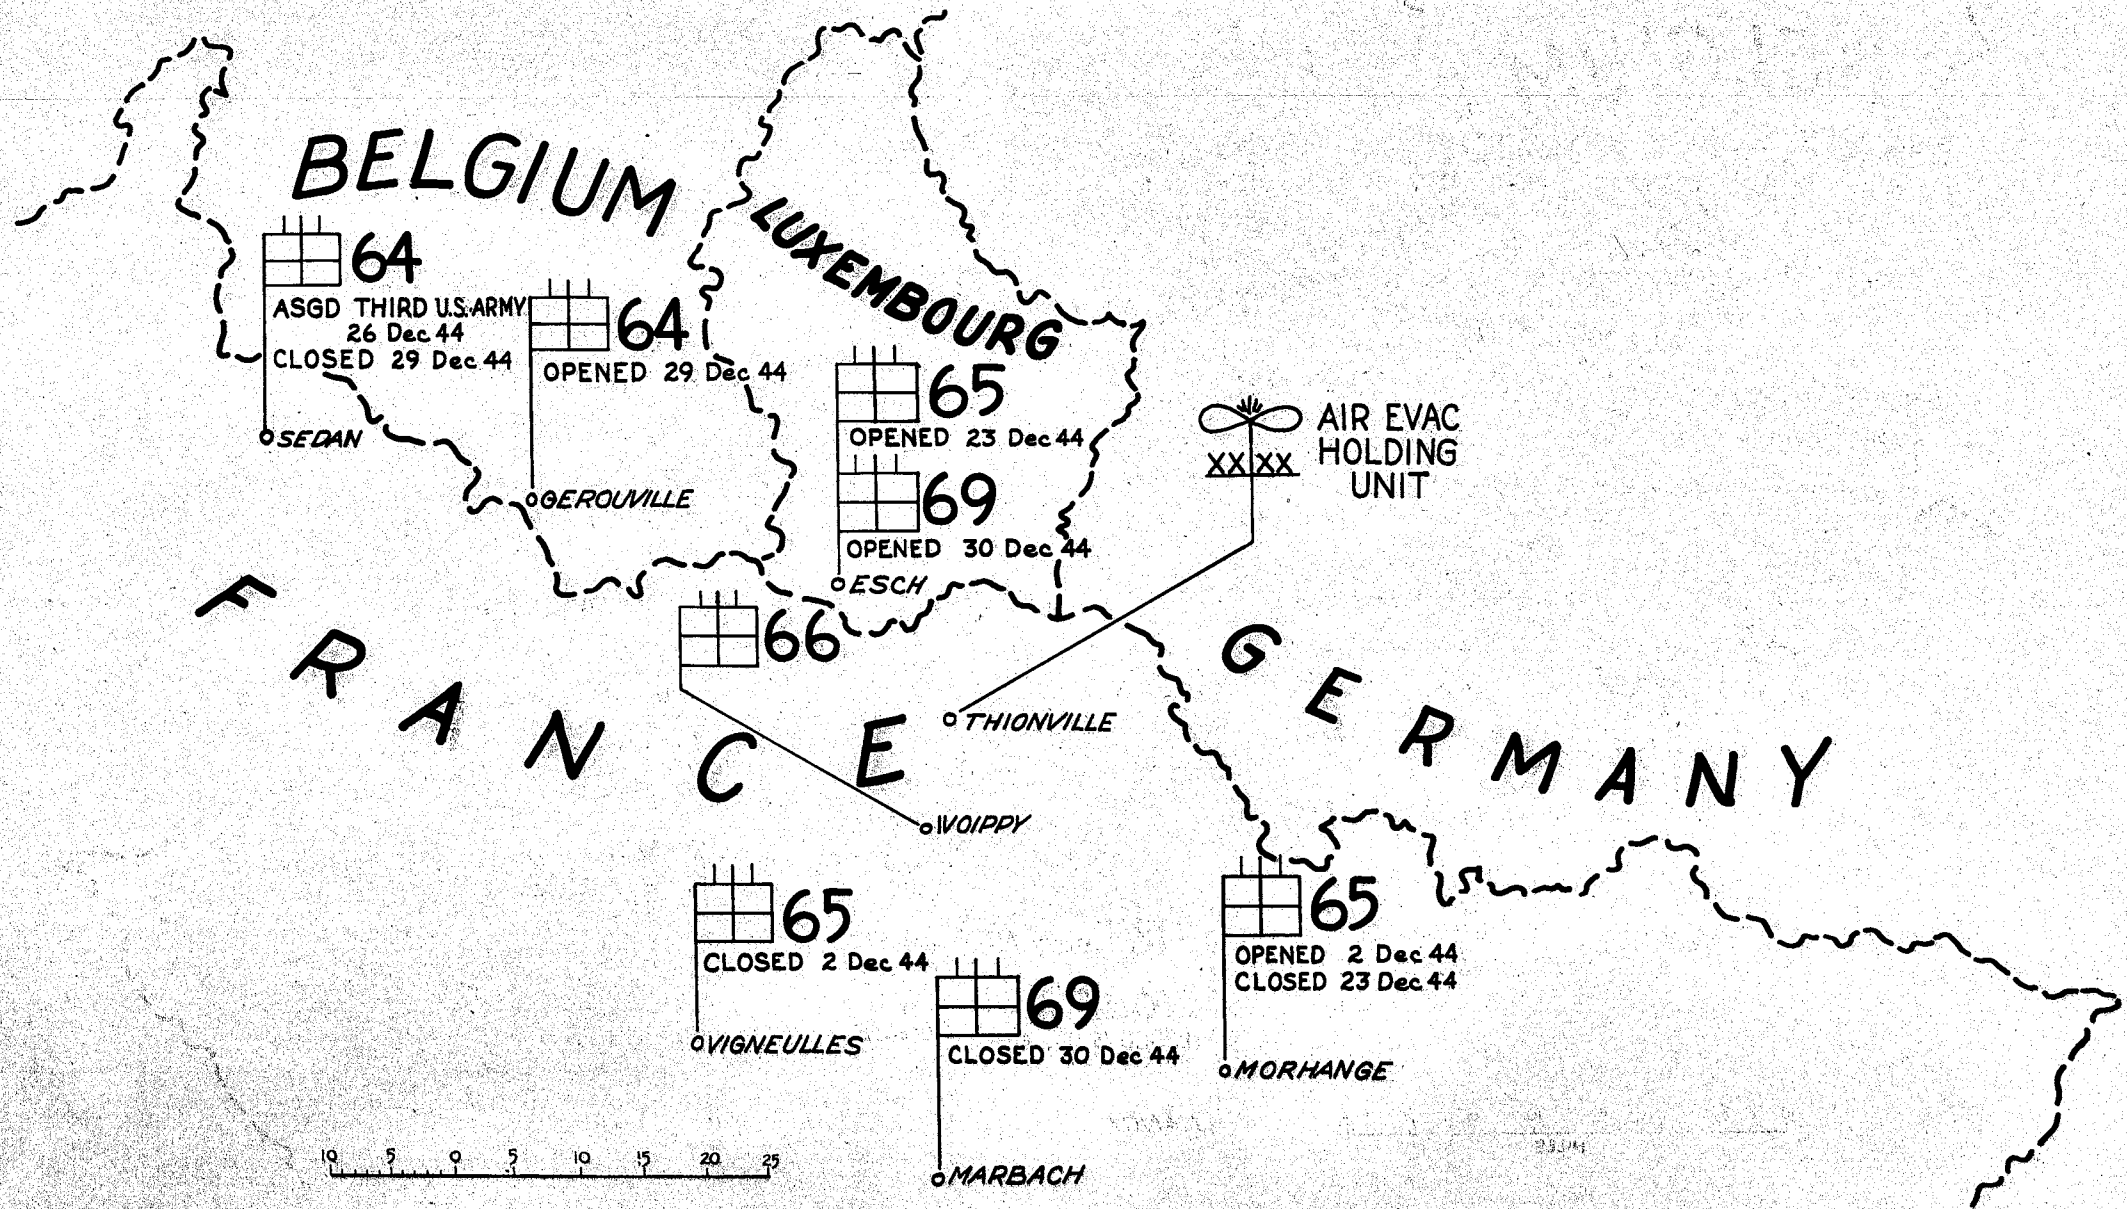 BELGIUM
LUXEMBOURG
64
ASGD THIRD U.S. ARMY
26 Dec 44
CLOSED 29 Dec 44
SEDAN
64
OPENED 29 Dec 44
GEROUVILLE
65
OPENED 23 Dec 44
69
OPENED 30 Dec 44
ESCH
AIR EVAC
HOLDING
UNIT
XX XX
THIONVILLE
FRANCE
GERMANY
66
WOIPPY
65
CLOSED 2 Dec 44
VIGNEULLES
69
CLOSED 30 Dec 44
MARBACH
65
OPENED 2 Dec 44
CLOSED 23 Dec 44
MORHANGE
10 5 0 5 10 15 20 25